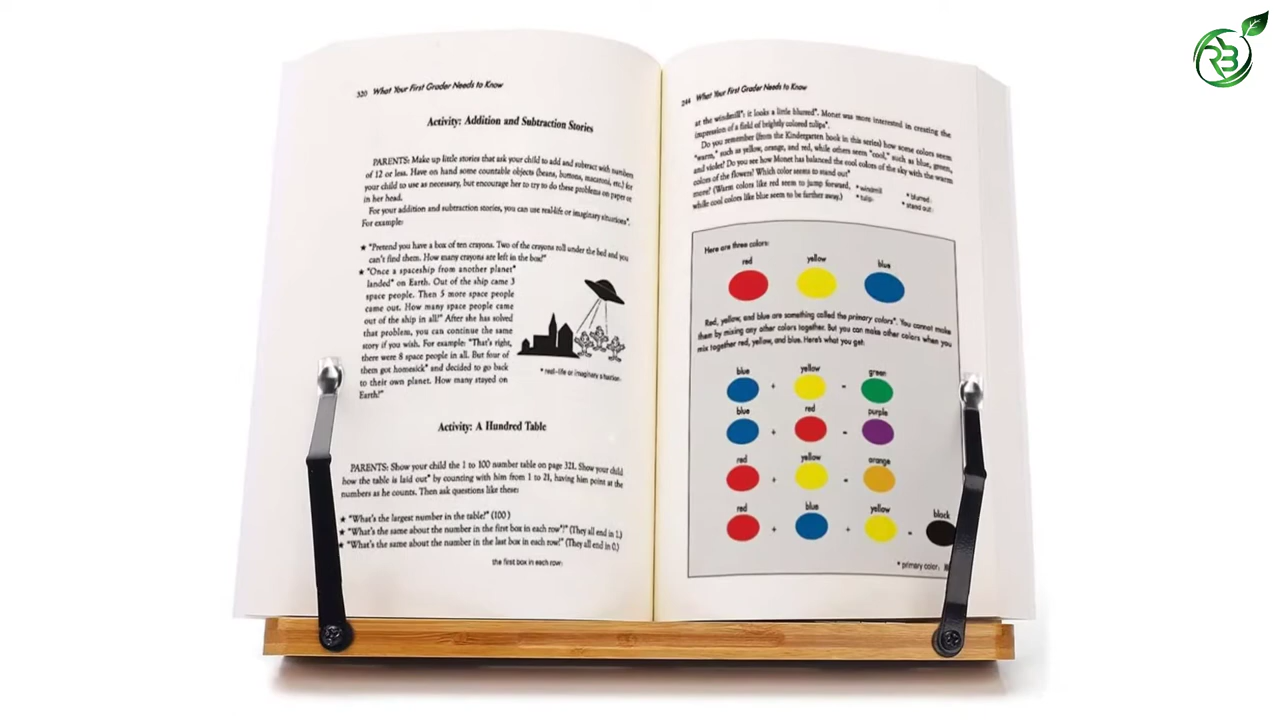 320 What Your First Grader Needs to Know
Activity: Addition and Subtraction Stories
PARENTS: Make up little stories that ask your child to add and subtract with numbers
of 12 or less. Have on hand some countable objects (beans, buttons, macaroni, etc.) for
your child to use as necessary, but encourage her to try to do these problems on paper or
in her head.
For your addition and subtraction stories, you can use real-life or imaginary situations*.
For example:
★ "Pretend you have a box of ten crayons. Two of the crayons roll under the bed and you
can't find them. How many crayons are left in the box?"
★ "Once a spaceship from another planet*
landed* on Earth. Out of the ship came 3
space people. Then 5 more space people
came out. How many space people came
out of the ship in all?" After she has solved
that problem, you can continue the same
story if you wish. For example: "That's right,
there were 8 space people in all. But four of
them got homesick* and decided to go back
to their own planet. How many stayed on
Earth?"
* real-life or imaginary situation:
Activity: A Hundred Table
PARENTS: Show your child the 1 to 100 number table on page 321. Show your child
how the table is laid out* by counting with him from 1 to 21, having him point at the
numbers as he counts. Then ask questions like these:
★ "What's the largest number in the table?" (100)
★ "What's the same about the number in the first box in each row*?" (They all end in 1.)
★ "What's the same about the number in the last box in each row?" (They all end in 0.)
the first box in each row:
244 What Your First Grader Needs to Know
at the windmill*; it looks a little blurred*. Monet was more interested in creating the
impression of a field of brightly colored tulips*.
Do you remember (from the Kindergarten book in this series) how some colors seem
"warm," such as yellow, orange, and red, while others seem "cool," such as blue, green,
and violet? Do you see how Monet has balanced the cool colors of the sky with the warm
colors of the flowers? Which color seems to stand out*
more? (Warm colors like red seem to jump forward,
while cool colors like blue seem to be farther away.)
* windmill
* blurred:
* tulip:
* stand out:
Here are three colors:
red yellow blue
Red, yellow, and blue are something called the primary colors*. You cannot make
them by mixing any other colors together. But you can make other colors when you
mix together red, yellow, and blue. Here's what you get:
blue yellow green
+ =
blue red purple
+ =
red yellow orange
+ =
red blue yellow black
+ + =
* primary color:
RB